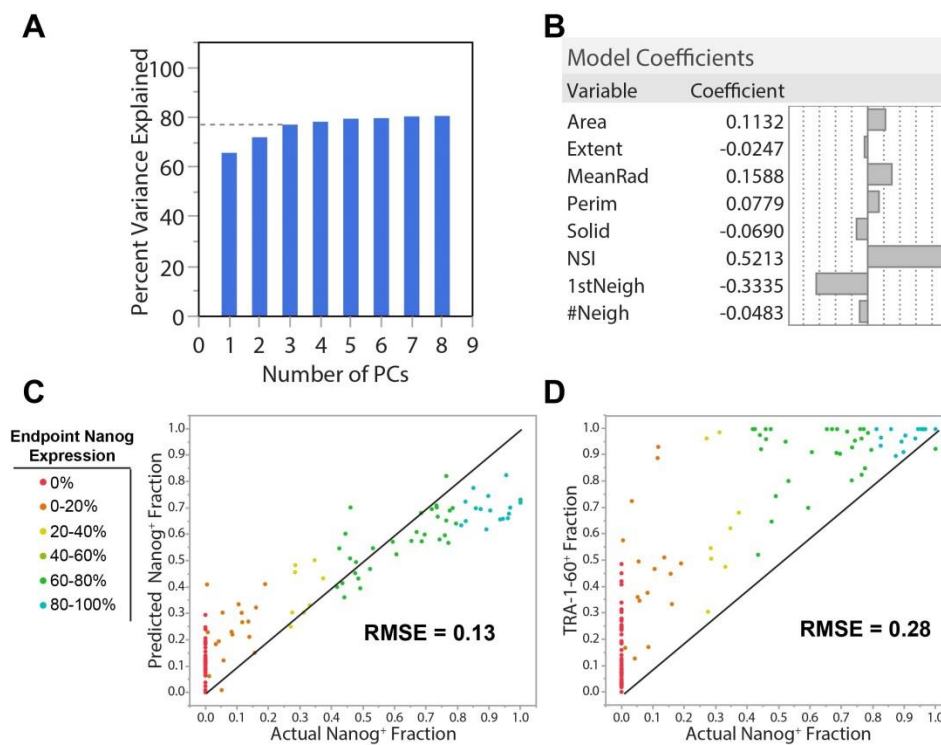 A
Percent Variance Explained
100
80
60
40
20
0
0 1 2 3 4 5 6 7 8 9
Number of PCs
B
Model Coefficients
Variable Coefficient
Area 0.1132
Extent -0.0247
MeanRad 0.1588
Perim 0.0779
Solid -0.0690
NSI 0.5213
1stNeigh -0.3335
#Neigh -0.0483
C
Endpoint Nanog
Expression
0%
0-20%
20-40%
40-60%
60-80%
80-100%
Predicted Nanog⁺ Fraction
1.0
0.9
0.8
0.7
0.6
0.5
0.4
0.3
0.2
0.1
0.0
RMSE = 0.13
0.0 0.1 0.2 0.3 0.4 0.5 0.6 0.7 0.8 0.9 1.0
Actual Nanog⁺ Fraction
D
TRA-1-60⁺ Fraction
1.0
0.9
0.8
0.7
0.6
0.5
0.4
0.3
0.2
0.1
0.0
RMSE = 0.28
0.0 0.1 0.2 0.3 0.4 0.5 0.6 0.7 0.8 0.9 1.0
Actual Nanog⁺ Fraction